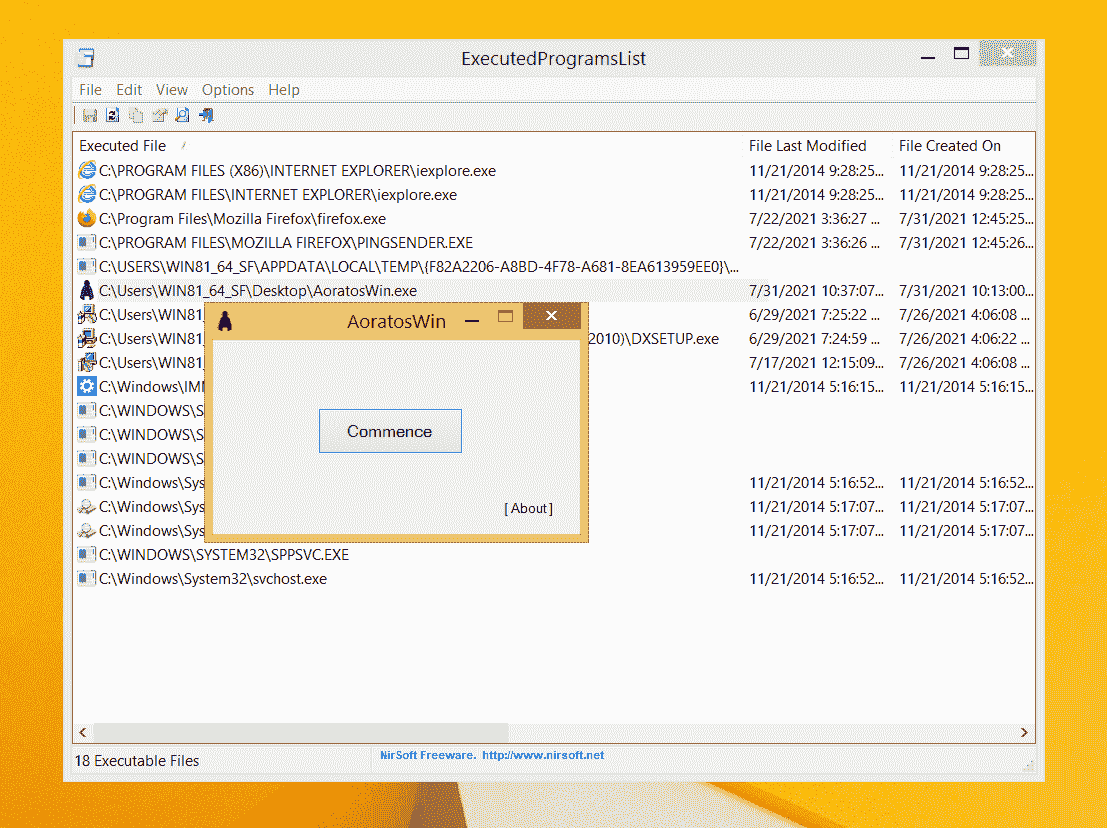 ExecutedProgramsList
File Edit View Options Help
Executed File File Last Modified File Created On
C:\PROGRAM FILES (X86)\INTERNET EXPLORER\iexplore.exe 11/21/2014 9:28:25... 11/21/2014 9:28:25...
C:\PROGRAM FILES\INTERNET EXPLORER\iexplore.exe 11/21/2014 9:28:25... 11/21/2014 9:28:25...
C:\Program Files\Mozilla Firefox\firefox.exe 7/22/2021 3:36:27 ... 7/31/2021 12:45:25...
C:\PROGRAM FILES\MOZILLA FIREFOX\PINGSENDER.EXE 7/22/2021 3:36:26 ... 7/31/2021 12:45:26...
C:\USERS\WIN81_64_SF\APPDATA\LOCAL\TEMP\{F82A2206-A8BD-4F78-A681-8EA613959EE0}\...
C:\Users\WIN81_64_SF\Desktop\AoratosWin.exe 7/31/2021 10:37:07... 7/31/2021 10:13:00...
C:\Users\WIN81_ 6/29/2021 7:25:22 ... 7/26/2021 4:06:08 ...
C:\Users\WIN81_ 2010)\DXSETUP.exe 6/29/2021 7:24:59 ... 7/26/2021 4:06:22 ...
C:\Users\WIN81_ 7/17/2021 12:15:09... 7/26/2021 4:06:08 ...
C:\Windows\IMM 11/21/2014 5:16:15... 11/21/2014 5:16:15...
C:\WINDOWS\S
C:\WINDOWS\S
C:\WINDOWS\S
C:\Windows\Sys 11/21/2014 5:16:52... 11/21/2014 5:16:52...
C:\Windows\Sys 11/21/2014 5:17:07... 11/21/2014 5:17:07...
C:\Windows\Sys 11/21/2014 5:17:07... 11/21/2014 5:17:07...
C:\WINDOWS\SYSTEM32\SPPSVC.EXE
C:\Windows\System32\svchost.exe 11/21/2014 5:16:52... 11/21/2014 5:16:52...
AoratosWin
Commence
[ About ]
18 Executable Files
NirSoft Freeware. http://www.nirsoft.net